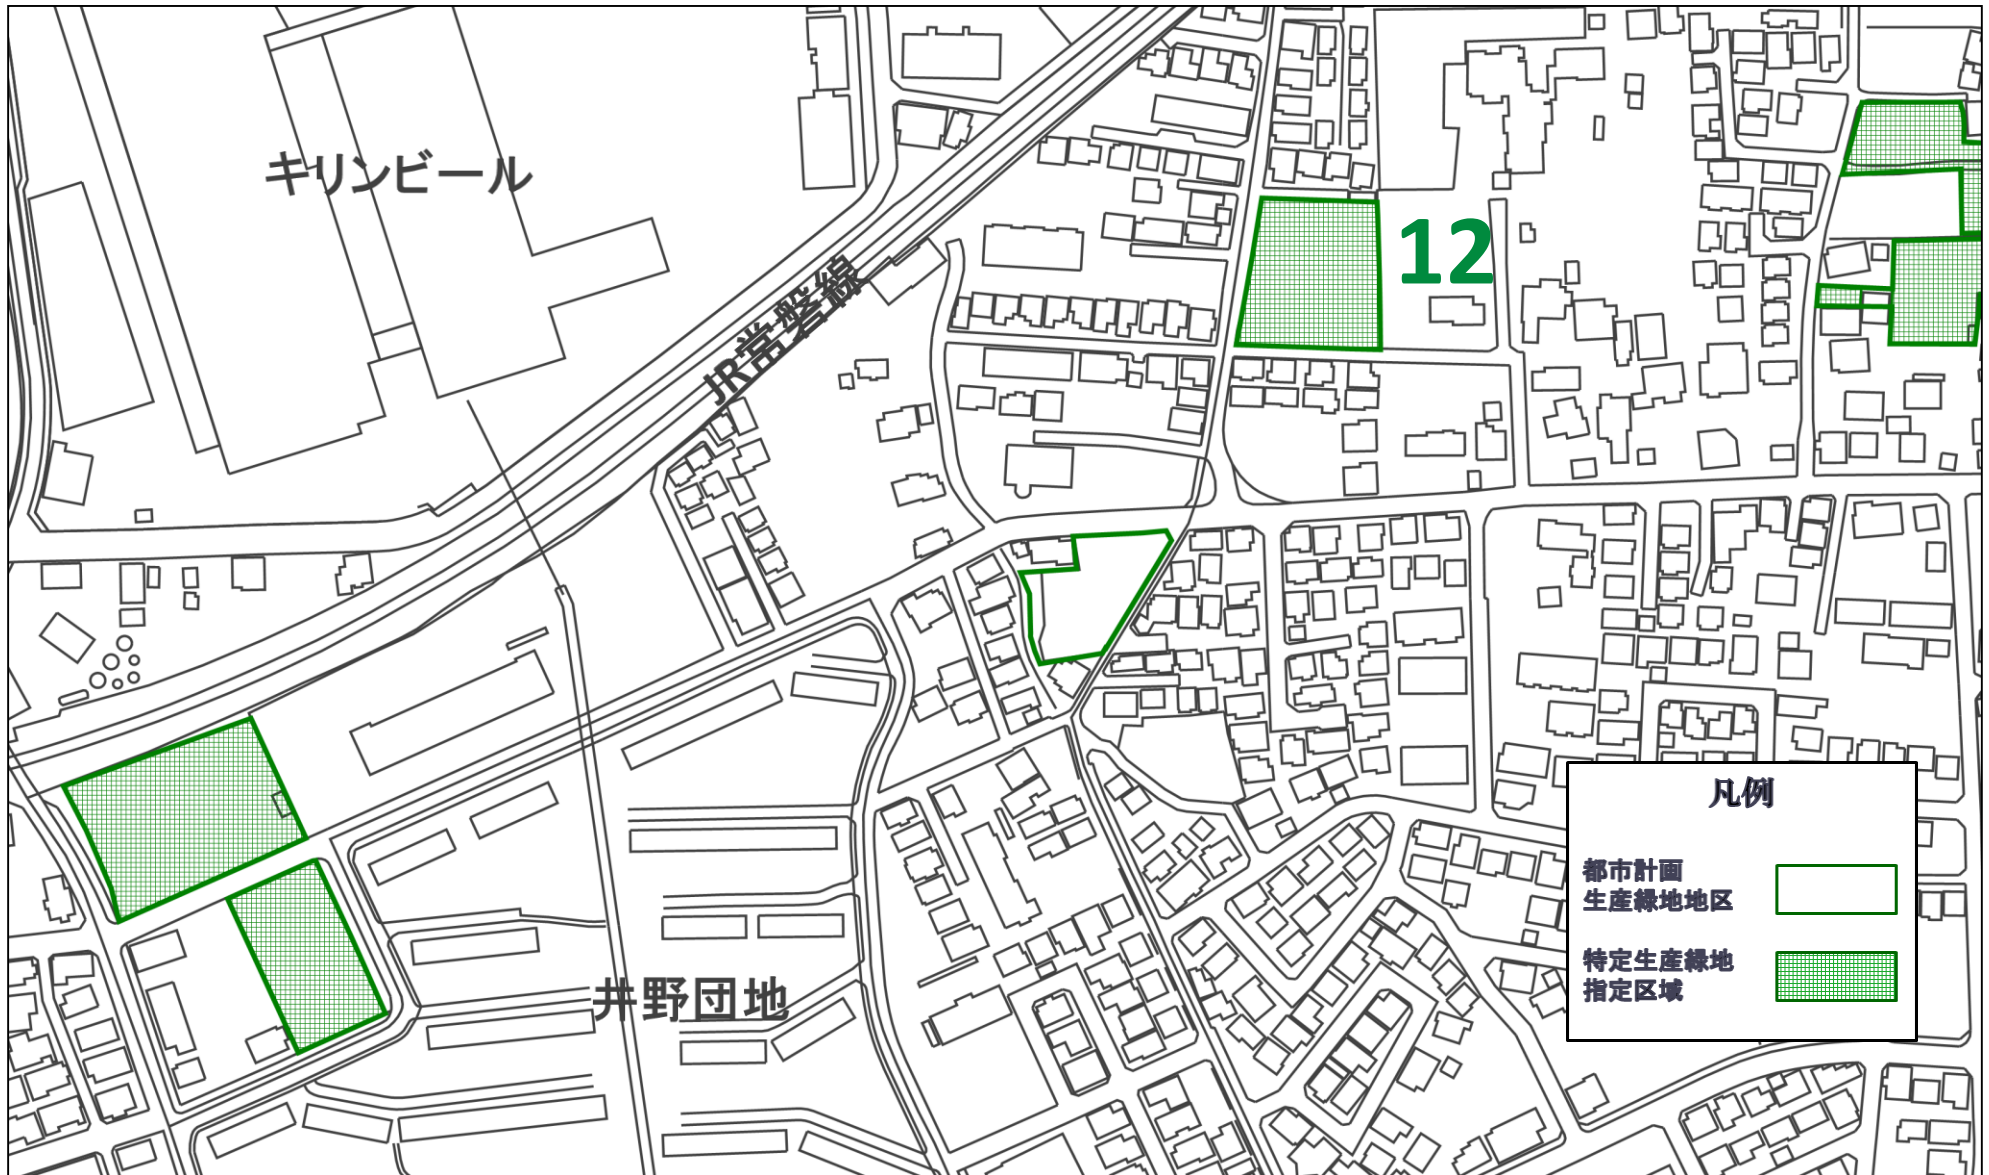 キリンビール
12
JR常磐線
凡例
都市計画
生産緑地地区
特定生産緑地
指定区域
井野団地